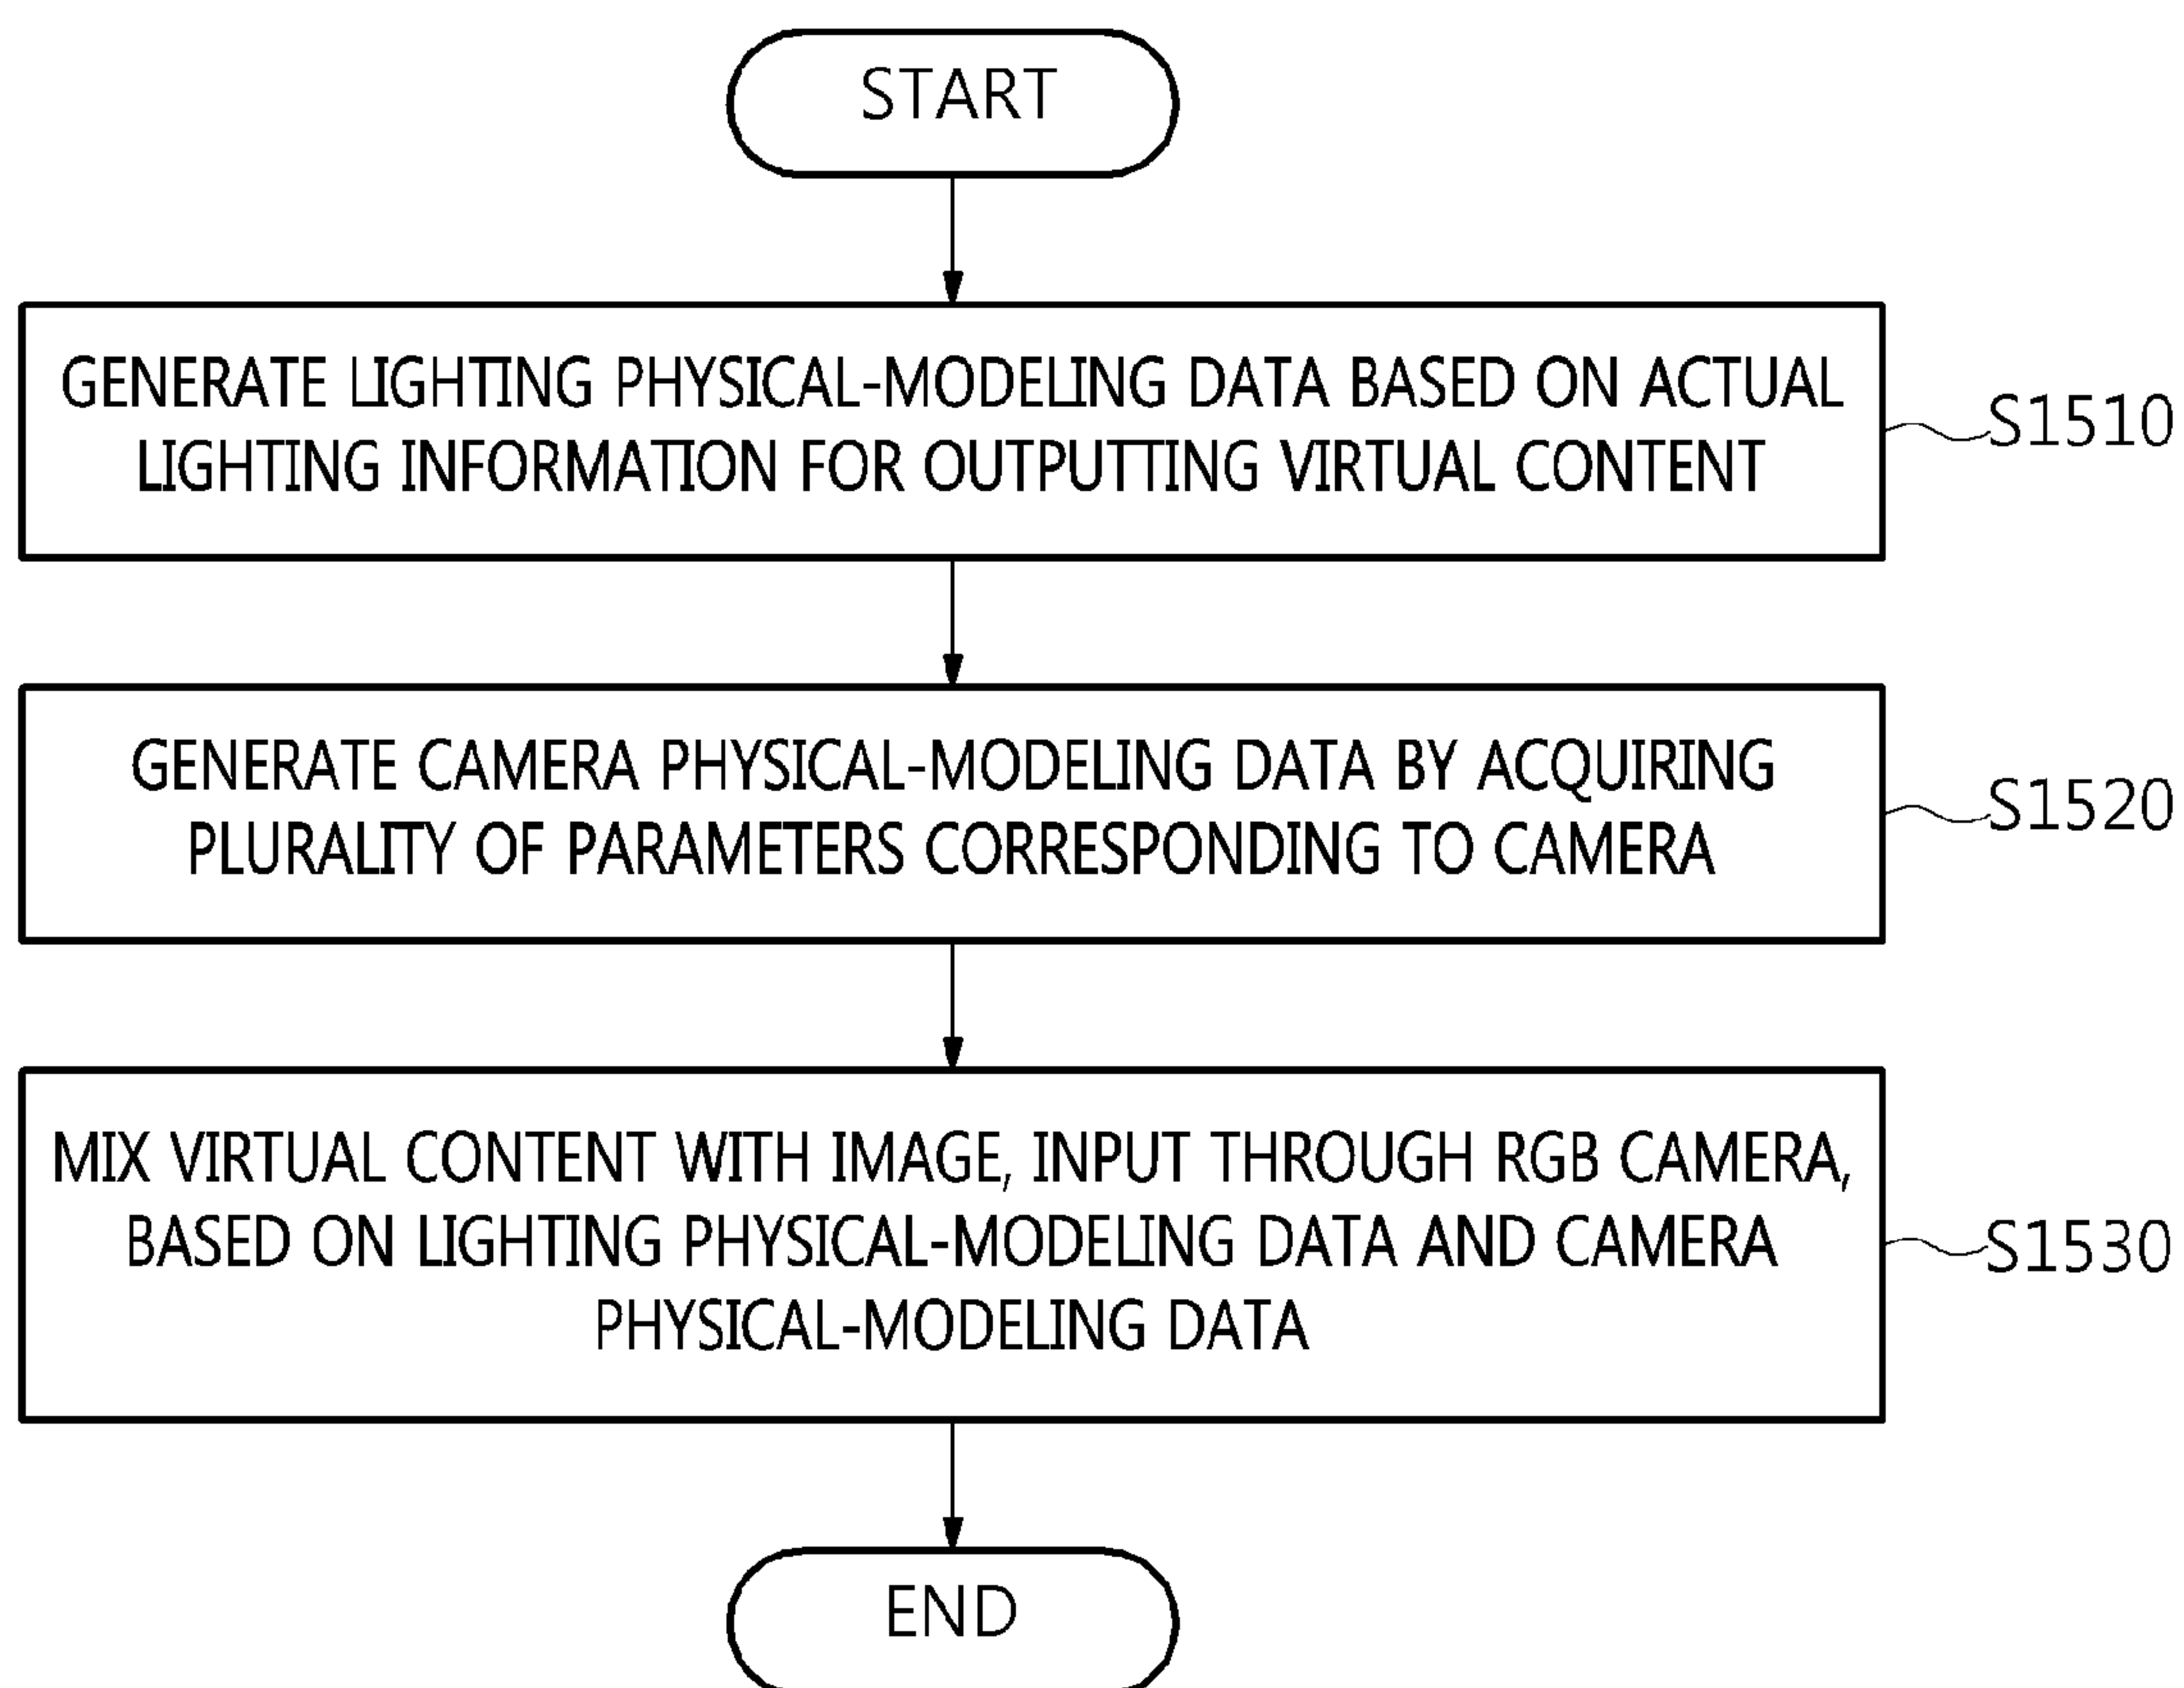 START
GENERATE LIGHTING PHYSICAL-MODELING DATA BASED ON ACTUAL
LIGHTING INFORMATION FOR OUTPUTTING VIRTUAL CONTENT
S1510
GENERATE CAMERA PHYSICAL-MODELING DATA BY ACQUIRING
PLURALITY OF PARAMETERS CORRESPONDING TO CAMERA
S1520
MIX VIRTUAL CONTENT WITH IMAGE, INPUT THROUGH RGB CAMERA,
BASED ON LIGHTING PHYSICAL-MODELING DATA AND CAMERA
PHYSICAL-MODELING DATA
S1530
END